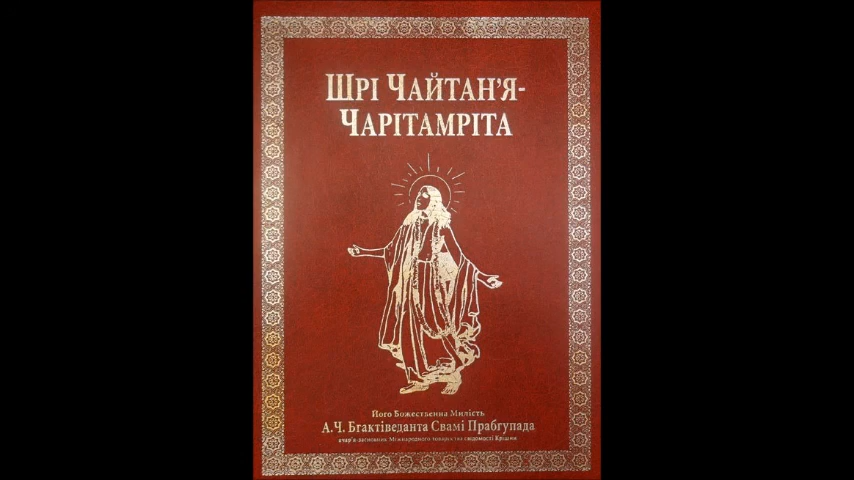 Шрі Чайтан’я-
Чарітамріта
Його Божественна Милість
А.Ч. Бгактіведанта Свамі Прабгупада
ачар’я-засновник Міжнародного товариства свідомості Крішни